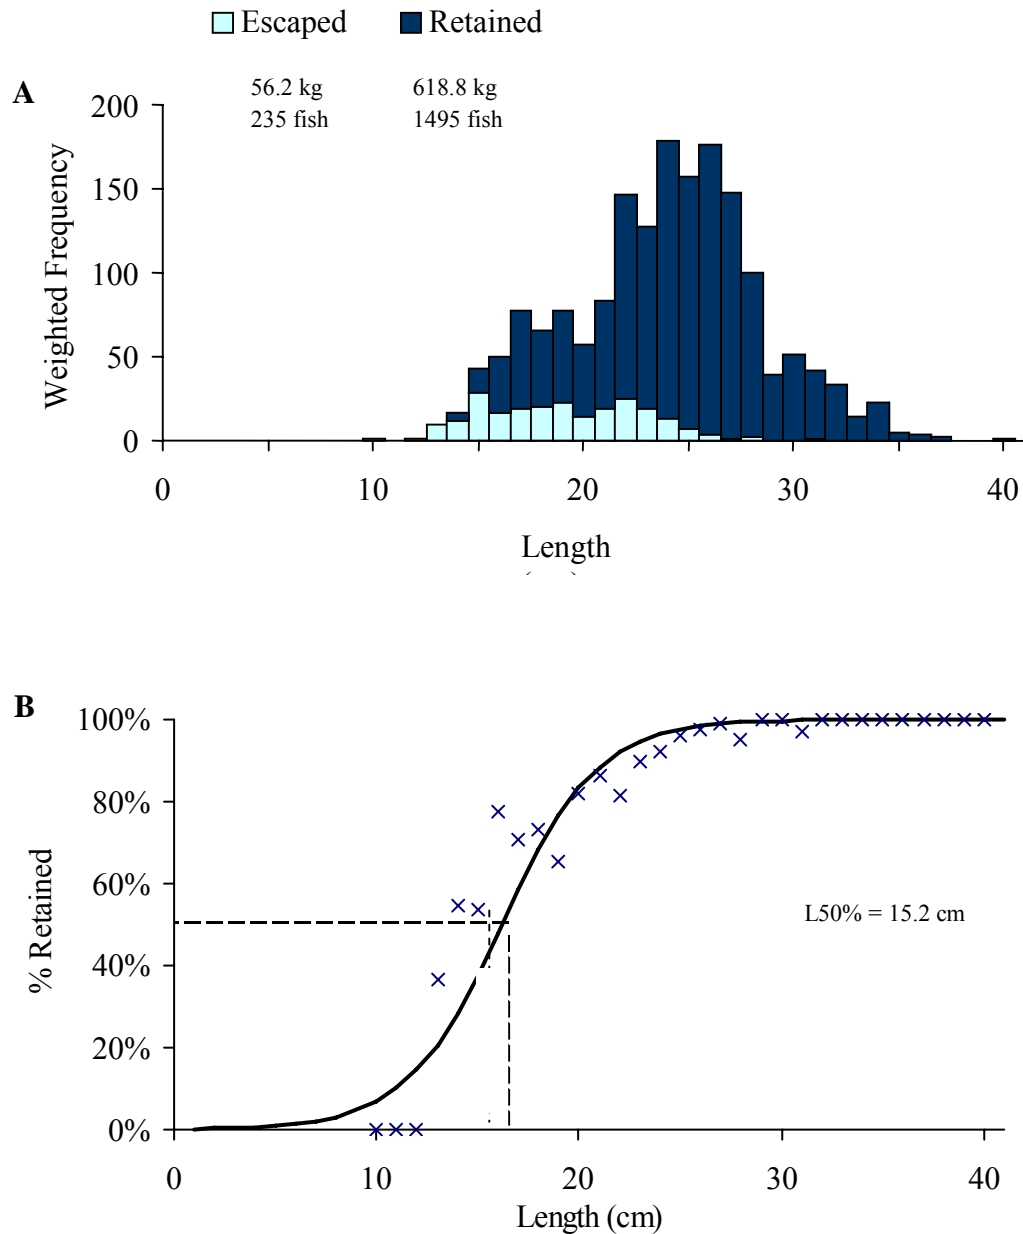 Escaped Retained
A
56.2 kg 618.8 kg
235 fish 1495 fish
Weighted Frequency
200
150
100
50
0
0 10 20 30 40
Length
B
% Retained
100%
80%
60%
40%
20%
0%
L50% = 15.2 cm
0 10 20 30 40
Length (cm)